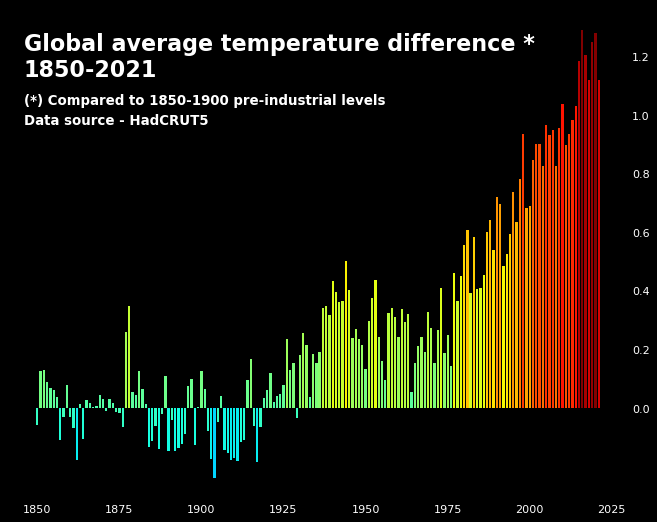 Global average temperature difference *
1850-2021
(*) Compared to 1850-1900 pre-industrial levels
Data source - HadCRUT5
1.2
1.0
0.8
0.6
0.4
0.2
0.0
1850 1875 1900 1925 1950 1975 2000 2025